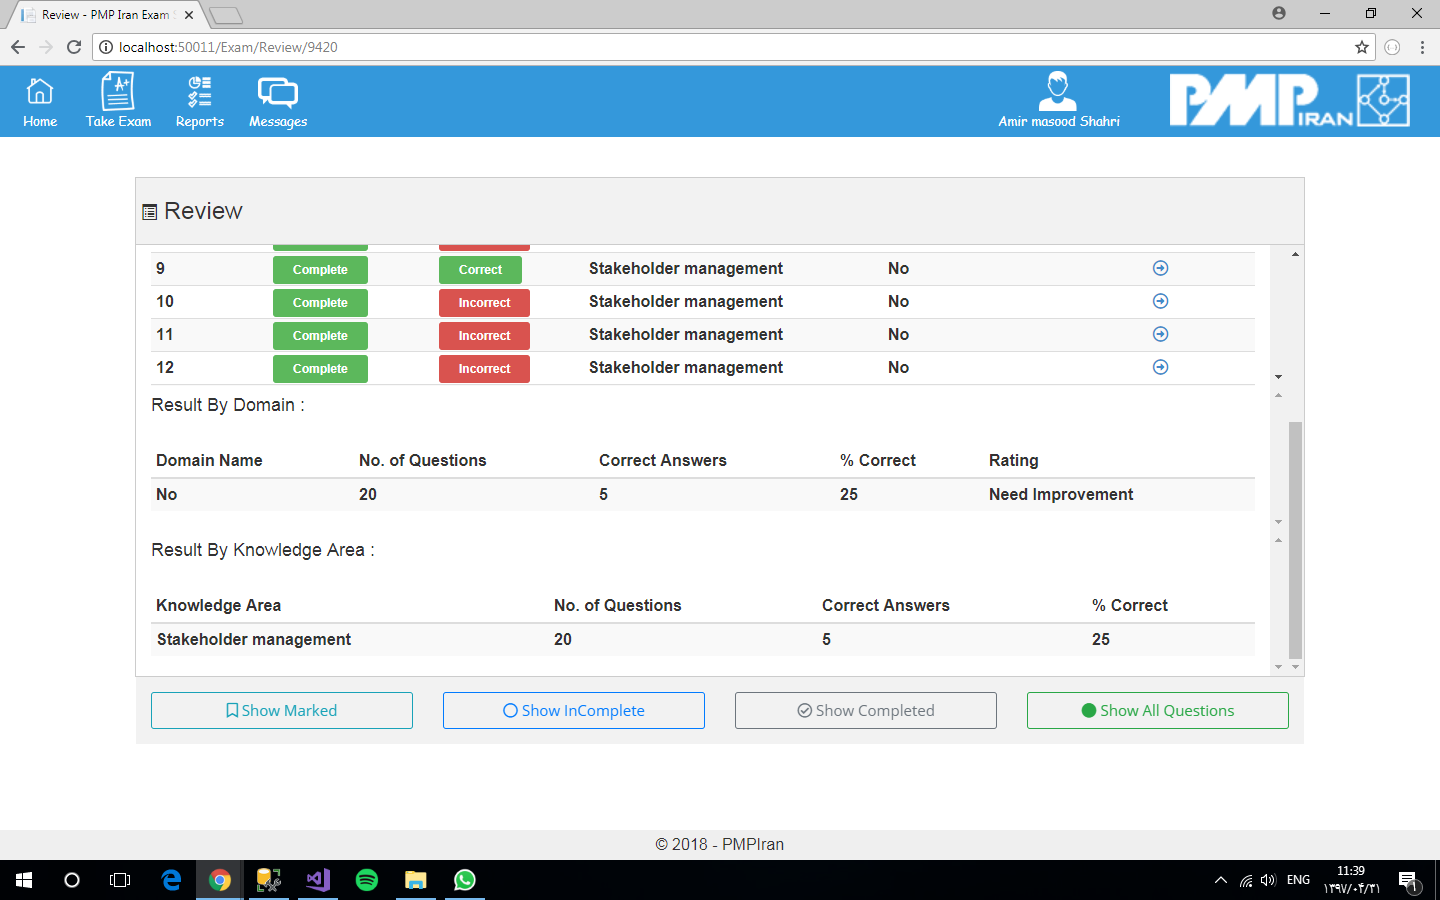 Review - PMP Iran Exam
localhost:50011/Exam/Review/9420
Home Take Exam Reports Messages Amir masood Shahri PMP IRAN
Review
9 Complete Correct Stakeholder management No
10 Complete Incorrect Stakeholder management No
11 Complete Incorrect Stakeholder management No
12 Complete Incorrect Stakeholder management No
Result By Domain :
Domain Name No. of Questions Correct Answers % Correct Rating
No 20 5 25 Need Improvement
Result By Knowledge Area :
Knowledge Area No. of Questions Correct Answers % Correct
Stakeholder management 20 5 25
Show Marked Show InComplete Show Completed Show All Questions
© 2018 - PMPIran
ENG 11:39
۱۳۹۷/۰۴/۳۱
1